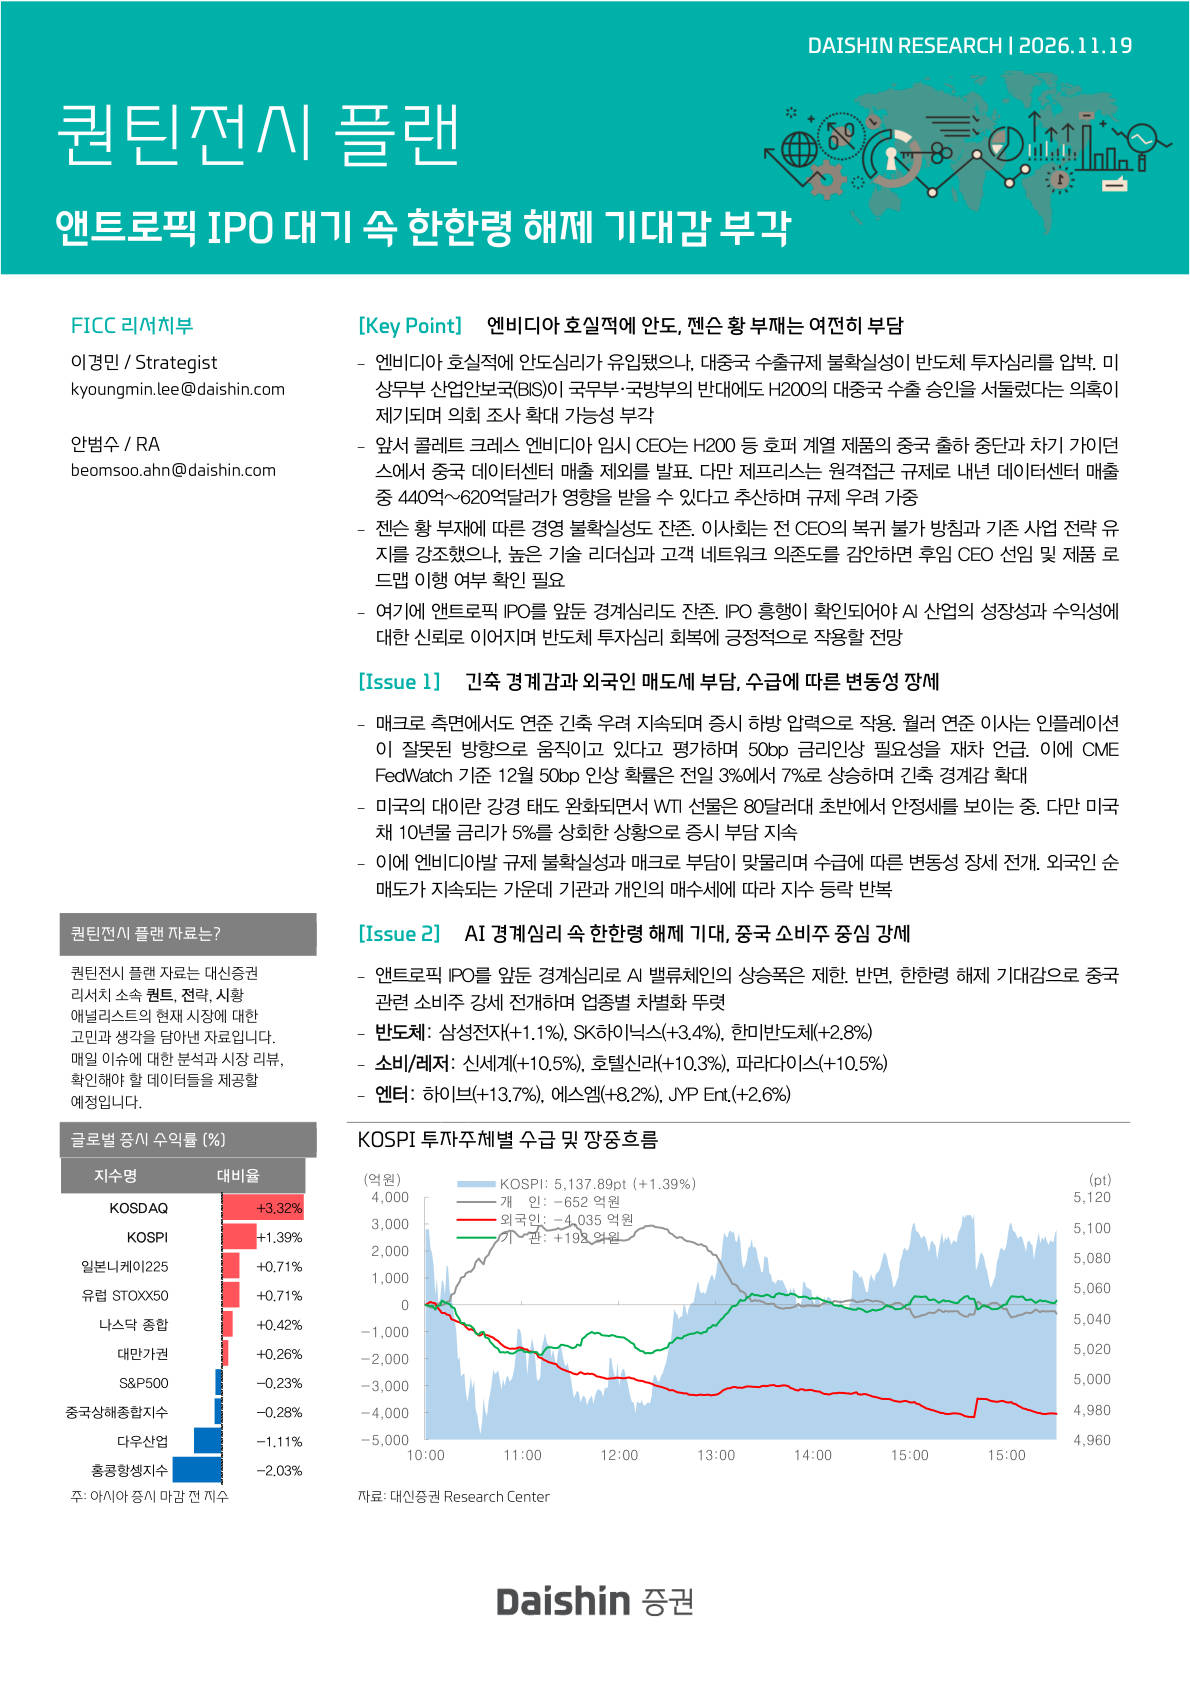 DAISHIN RESEARCH | 2026.11.19
퀀틴전시 플랜
앤트로픽 IPO 대기 속 한한령 해제 기대감 부각
FICC 리서치부
이경민 / Strategist
kyoungmin.lee@daishin.com
안범수 / RA
beomsoo.ahn@daishin.com
[Key Point] 엔비디아 호실적에 안도, 젠슨 황 부재는 여전히 부담
– 엔비디아 호실적에 안도심리가 유입됐으나, 대중국 수출규제 불확실성이 반도체 투자심리를 압박. 미
상무부 산업안보국(BIS)이 국무부·국방부의 반대에도 H200의 대중국 수출 승인을 서둘렀다는 의혹이
제기되며 의회 조사 확대 가능성 부각
– 앞서 콜레트 크레스 엔비디아 임시 CEO는 H200 등 호퍼 계열 제품의 중국 출하 중단과 차기 가이던
스에서 중국 데이터센터 매출 제외를 발표. 다만 제프리스는 원격접근 규제로 내년 데이터센터 매출
중 440억~620억달러가 영향을 받을 수 있다고 추산하며 규제 우려 가중
– 젠슨 황 부재에 따른 경영 불확실성도 잔존. 이사회는 전 CEO의 복귀 불가 방침과 기존 사업 전략 유
지를 강조했으나, 높은 기술 리더십과 고객 네트워크 의존도를 감안하면 후임 CEO 선임 및 제품 로
드맵 이행 여부 확인 필요
– 여기에 앤트로픽 IPO를 앞둔 경계심리도 잔존. IPO 흥행이 확인되어야 AI 산업의 성장성과 수익성에
대한 신뢰로 이어지며 반도체 투자심리 회복에 긍정적으로 작용할 전망
[Issue 1] 긴축 경계감과 외국인 매도세 부담, 수급에 따른 변동성 장세
– 매크로 측면에서도 연준 긴축 우려 지속되며 증시 하방 압력으로 작용. 월러 연준 이사는 인플레이션
이 잘못된 방향으로 움직이고 있다고 평가하며 50bp 금리인상 필요성을 재차 언급. 이에 CME
FedWatch 기준 12월 50bp 인상 확률은 전일 3%에서 7%로 상승하며 긴축 경계감 확대
– 미국의 대이란 강경 태도 완화되면서 WTI 선물은 80달러대 초반에서 안정세를 보이는 중. 다만 미국
채 10년물 금리가 5%를 상회한 상황으로 증시 부담 지속
– 이에 엔비디아발 규제 불확실성과 매크로 부담이 맞물리며 수급에 따른 변동성 장세 전개. 외국인 순
매도가 지속되는 가운데 기관과 개인의 매수세에 따라 지수 등락 반복
[Issue 2] AI 경계심리 속 한한령 해제 기대, 중국 소비주 중심 강세
– 앤트로픽 IPO를 앞둔 경계심리로 AI 밸류체인의 상승폭은 제한. 반면, 한한령 해제 기대감으로 중국
관련 소비주 강세 전개하며 업종별 차별화 뚜렷
– 반도체: 삼성전자(+1.1%), SK하이닉스(+3.4%), 한미반도체(+2.8%)
– 소비/레저: 신세계(+10.5%), 호텔신라(+10.3%), 파라다이스(+10.5%)
– 엔터: 하이브(+13.7%), 에스엠(+8.2%), JYP Ent.(+2.6%)
퀀틴전시 플랜 자료는?
퀀틴전시 플랜 자료는 대신증권
리서치 소속 퀀트, 전략, 시황
애널리스트의 현재 시장에 대한
고민과 생각을 담아낸 자료입니다.
매일 이슈에 대한 분석과 시장 리뷰,
확인해야 할 데이터들을 제공할
예정입니다.
글로벌 증시 수익률 (%)
지수명 대비율
KOSDAQ +3.32%
KOSPI +1.39%
일본니케이225 +0.71%
유럽 STOXX50 +0.71%
나스닥 종합 +0.42%
대만가권 +0.26%
S&P500 -0.23%
중국상해종합지수 -0.28%
다우산업 -1.11%
홍콩항셍지수 -2.03%
주: 아시아 증시 마감 전 지수
KOSPI 투자주체별 수급 및 장중흐름
(억원) (pt)
KOSPI: 5,137.89pt (+1.39%)
개 인: -652 억원
외국인: -4,035 억원
기 관: +192 억원
4,000 5,120
3,000 5,100
2,000 5,080
1,000 5,060
0 5,040
-1,000 5,020
-2,000 5,000
-3,000 4,980
-4,000 4,960
-5,000
10:00 11:00 12:00 13:00 14:00 15:00 15:00
자료: 대신증권 Research Center
Daishin 증권